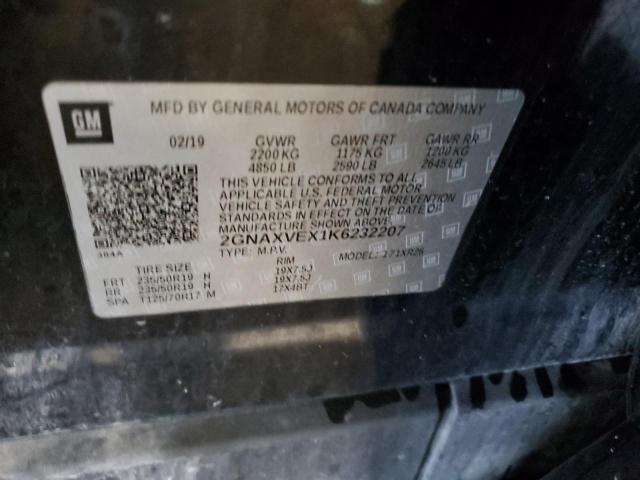 GM
MFD BY GENERAL MOTORS OF CANADA COMPANY
02/19 GVWR GAWR FRT GAWR RR
2200 KG 1175 KG 1200 KG
4850 LB 2590 LB 2645 LB
THIS VEHICLE CONFORMS TO ALL
APPLICABLE U.S. FEDERAL MOTOR
VEHICLE SAFETY AND THEFT PREVENTION
STANDARDS IN EFFECT ON THE DATE OF
MANUFACTURE SHOWN ABOVE
2GNAXVEX1K6232207
384A
TYPE: M.P.V. MODEL: 171XR26
TIRE SIZE RIM
FRT 235/50R19 H 19X7.5J
RR 235/50R19 H 19X7.5J
SPA T125/70R17 M 17X4BT